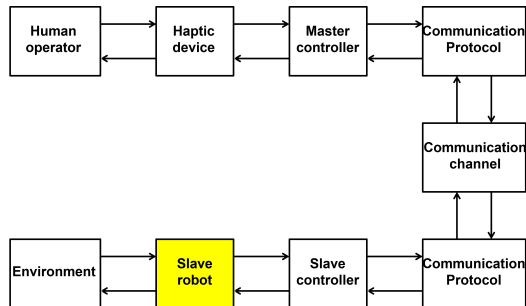 Human
operator
Haptic
device
Master
controller
Communication
Protocol
Communication
channel
Environment
Slave
robot
Slave
controller
Communication
Protocol